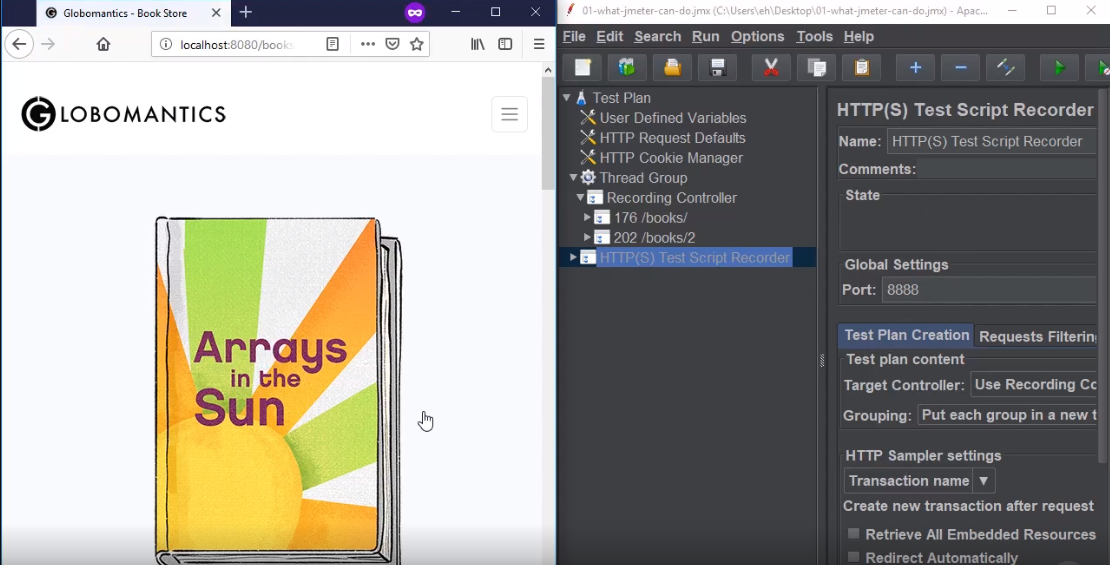 Globomantics - Book Store
localhost:8080/books
GLOBOMANTICS
Arrays
in the
Sun
01-what-jmeter-can-do.jmx (C:\Users\eh\Desktop\01-what-jmeter-can-do.jmx) - Apac...
File Edit Search Run Options Tools Help
Test Plan
User Defined Variables
HTTP Request Defaults
HTTP Cookie Manager
Thread Group
Recording Controller
176 /books/
202 /books/2
HTTP(S) Test Script Recorder
HTTP(S) Test Script Recorder
Name: HTTP(S) Test Script Recorder
Comments:
State
Global Settings
Port: 8888
Test Plan Creation Requests Filtering
Test plan content
Target Controller: Use Recording Co
Grouping: Put each group in a new t
HTTP Sampler settings
Transaction name
Create new transaction after request
Retrieve All Embedded Resources
Redirect Automatically